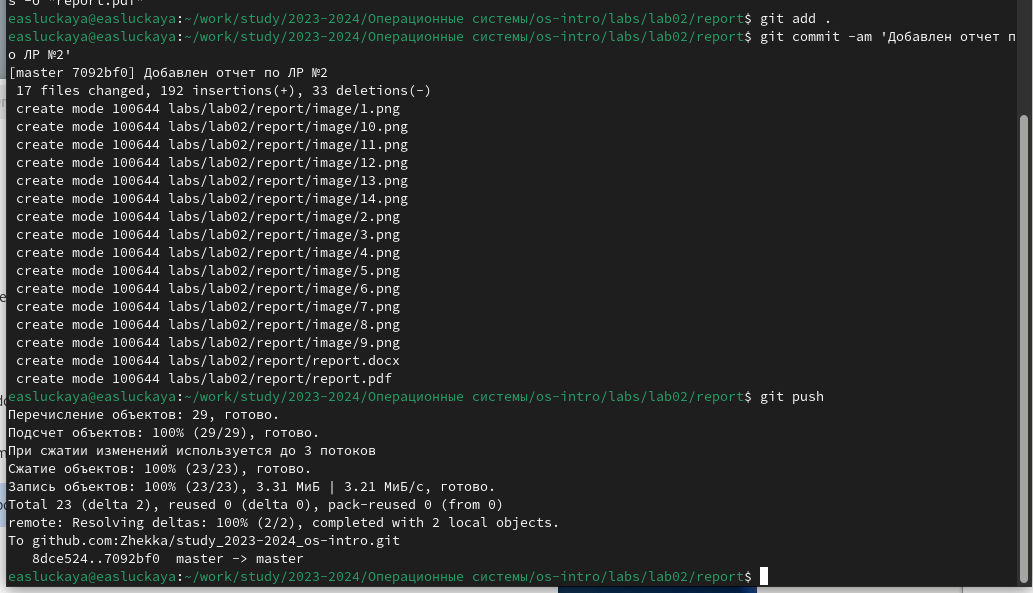 s -o "report.pdf"
easluckaya@easluckaya:~/work/study/2023-2024/Операционные системы/os-intro/labs/lab02/report$ git add .
easluckaya@easluckaya:~/work/study/2023-2024/Операционные системы/os-intro/labs/lab02/report$ git commit -am 'Добавлен отчет п
о ЛР №2'
[master 7092bf0] Добавлен отчет по ЛР №2
 17 files changed, 192 insertions(+), 33 deletions(-)
 create mode 100644 labs/lab02/report/image/1.png
 create mode 100644 labs/lab02/report/image/10.png
 create mode 100644 labs/lab02/report/image/11.png
 create mode 100644 labs/lab02/report/image/12.png
 create mode 100644 labs/lab02/report/image/13.png
 create mode 100644 labs/lab02/report/image/14.png
 create mode 100644 labs/lab02/report/image/2.png
 create mode 100644 labs/lab02/report/image/3.png
 create mode 100644 labs/lab02/report/image/4.png
 create mode 100644 labs/lab02/report/image/5.png
 create mode 100644 labs/lab02/report/image/6.png
 create mode 100644 labs/lab02/report/image/7.png
 create mode 100644 labs/lab02/report/image/8.png
 create mode 100644 labs/lab02/report/image/9.png
 create mode 100644 labs/lab02/report/report.docx
 create mode 100644 labs/lab02/report/report.pdf
easluckaya@easluckaya:~/work/study/2023-2024/Операционные системы/os-intro/labs/lab02/report$ git push
Перечисление объектов: 29, готово.
Подсчет объектов: 100% (29/29), готово.
При сжатии изменений используется до 3 потоков
Сжатие объектов: 100% (23/23), готово.
Запись объектов: 100% (23/23), 3.31 МиБ | 3.21 МиБ/с, готово.
Total 23 (delta 2), reused 0 (delta 0), pack-reused 0 (from 0)
remote: Resolving deltas: 100% (2/2), completed with 2 local objects.
To github.com:Zhekka/study_2023-2024_os-intro.git
   8dce524..7092bf0  master -> master
easluckaya@easluckaya:~/work/study/2023-2024/Операционные системы/os-intro/labs/lab02/report$